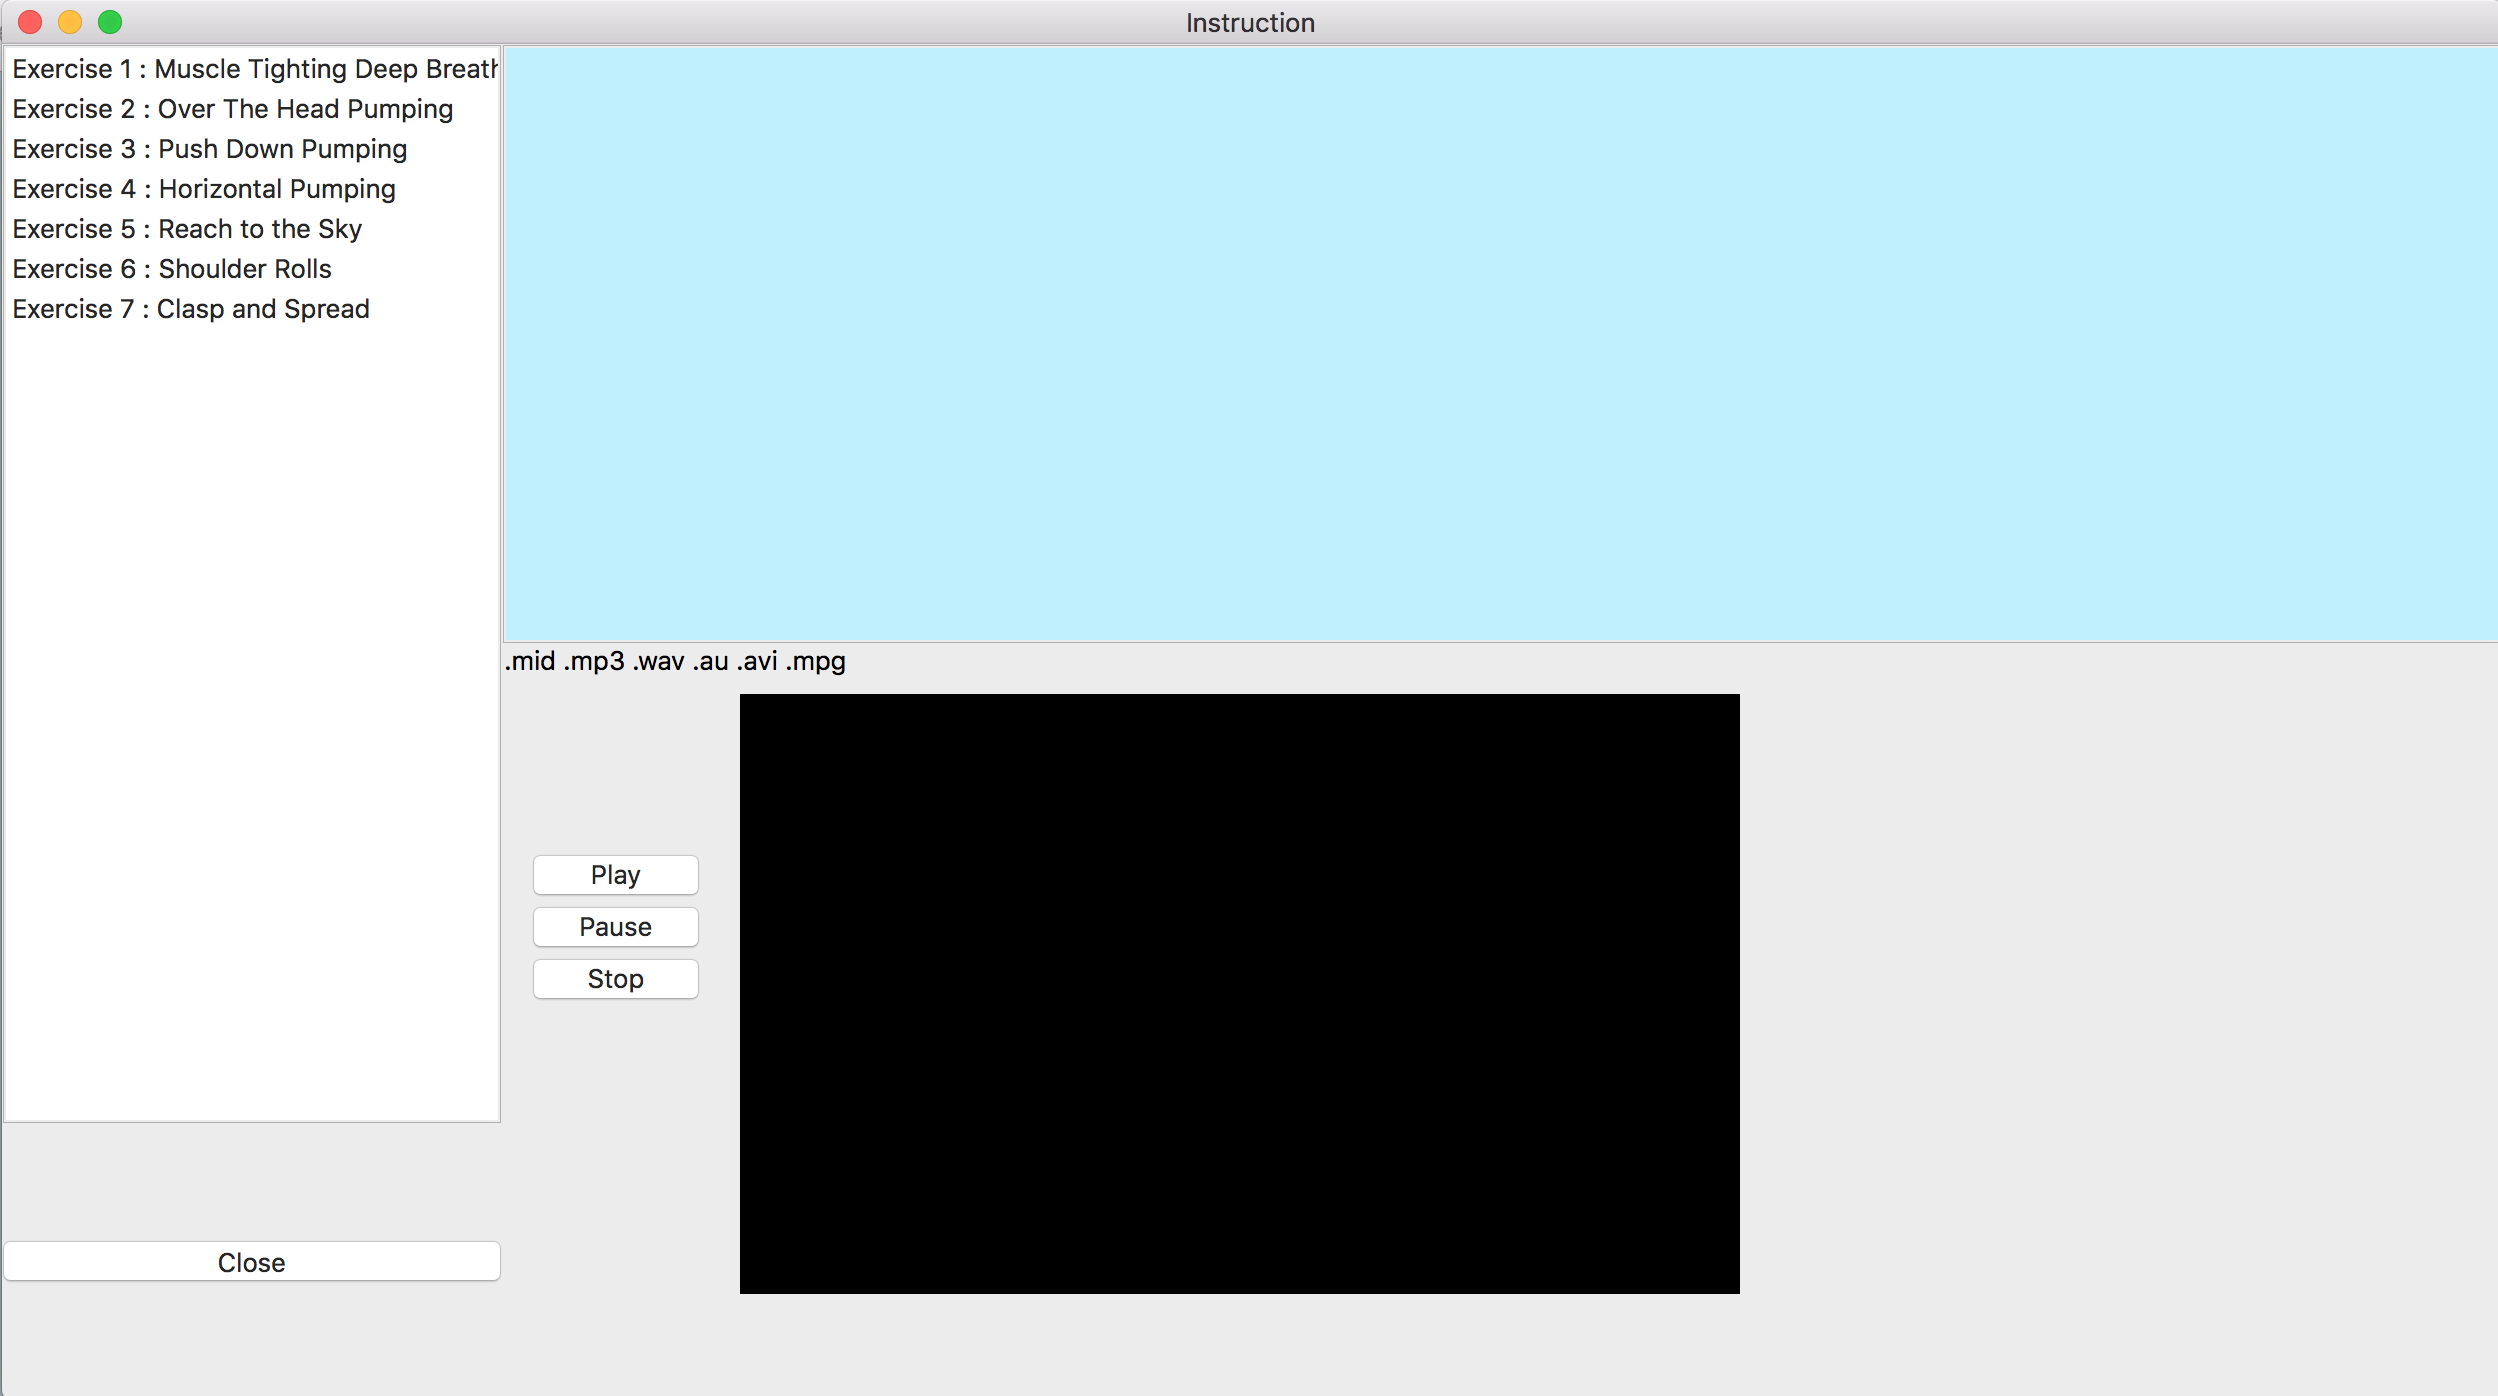 Instruction
Exercise 1 : Muscle Tighting Deep Breath
Exercise 2 : Over The Head Pumping
Exercise 3 : Push Down Pumping
Exercise 4 : Horizontal Pumping
Exercise 5 : Reach to the Sky
Exercise 6 : Shoulder Rolls
Exercise 7 : Clasp and Spread
.mid .mp3 .wav .au .avi .mpg
Play
Pause
Stop
Close